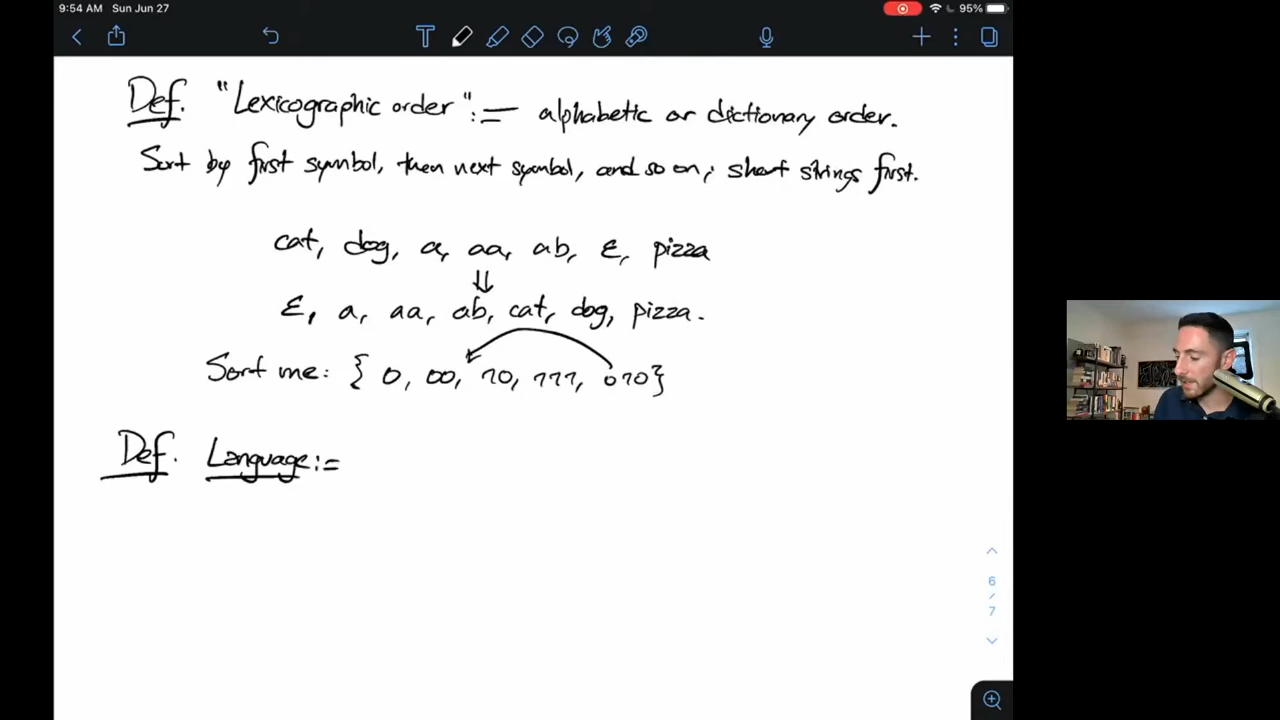 9:54 AM Sun Jun 27
95%
Def. "Lexicographic order" := alphabetic or dictionary order.
Sort by first symbol, then next symbol, and so on; short strings first.
cat, dog, a, aa, ab, ε, pizza
⇓
ε, a, aa, ab, cat, dog, pizza.
Sort me: { 0, 00, 10, 111, 010}
Def. Language:=
6
/
7